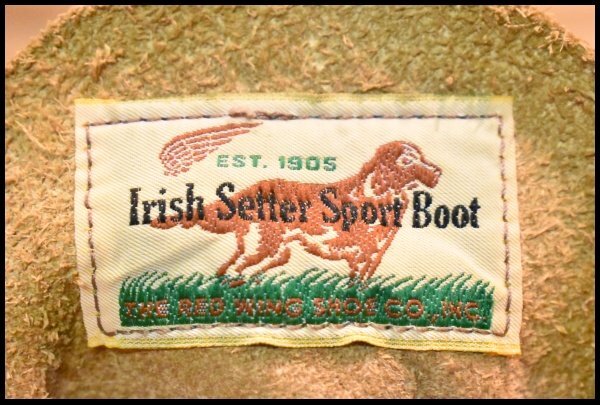 EST. 1905
Irish Setter Sport Boot
THE RED WING SHOE CO., INC.